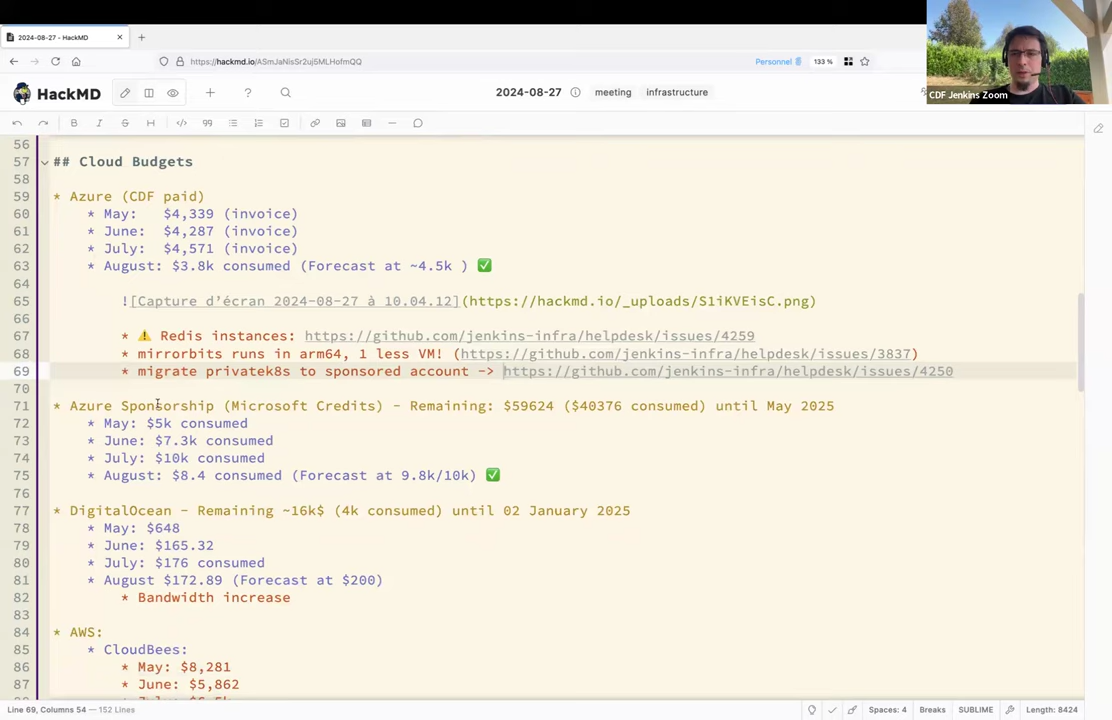 2024-08-27 - HackMD
https://hackmd.io/ASmJaNisSr2uj5MLHofmQQ
Personnel
133 %
HackMD
2024-08-27
meeting
infrastructure
CDF Jenkins Zoom
56
57 ## Cloud Budgets
58
59 * Azure (CDF paid)
60 * May: $4,339 (invoice)
61 * June: $4,287 (invoice)
62 * July: $4,571 (invoice)
63 * August: $3.8k consumed (Forecast at ~4.5k ) ✅
64
65 ![Capture d’écran 2024-08-27 à 10.04.12](https://hackmd.io/_uploads/S1iKVEisC.png)
66
67 * ⚠️ Redis instances: https://github.com/jenkins-infra/helpdesk/issues/4259
68 * mirrorbits runs in arm64, 1 less VM! (https://github.com/jenkins-infra/helpdesk/issues/3837)
69 * migrate privatek8s to sponsored account -> https://github.com/jenkins-infra/helpdesk/issues/4250
70
71 * Azure Sponsorship (Microsoft Credits) - Remaining: $59624 ($40376 consumed) until May 2025
72 * May: $5k consumed
73 * June: $7.3k consumed
74 * July: $10k consumed
75 * August: $8.4 consumed (Forecast at 9.8k/10k) ✅
76
77 * DigitalOcean - Remaining ~16k$ (4k consumed) until 02 January 2025
78 * May: $648
79 * June: $165.32
80 * July: $176 consumed
81 * August $172.89 (Forecast at $200)
82 * Bandwidth increase
83
84 * AWS:
85 * CloudBees:
86 * May: $8,281
87 * June: $5,862
Line 69, Columns 54 — 152 Lines
Spaces: 4
Breaks
SUBLIME
Length: 8424